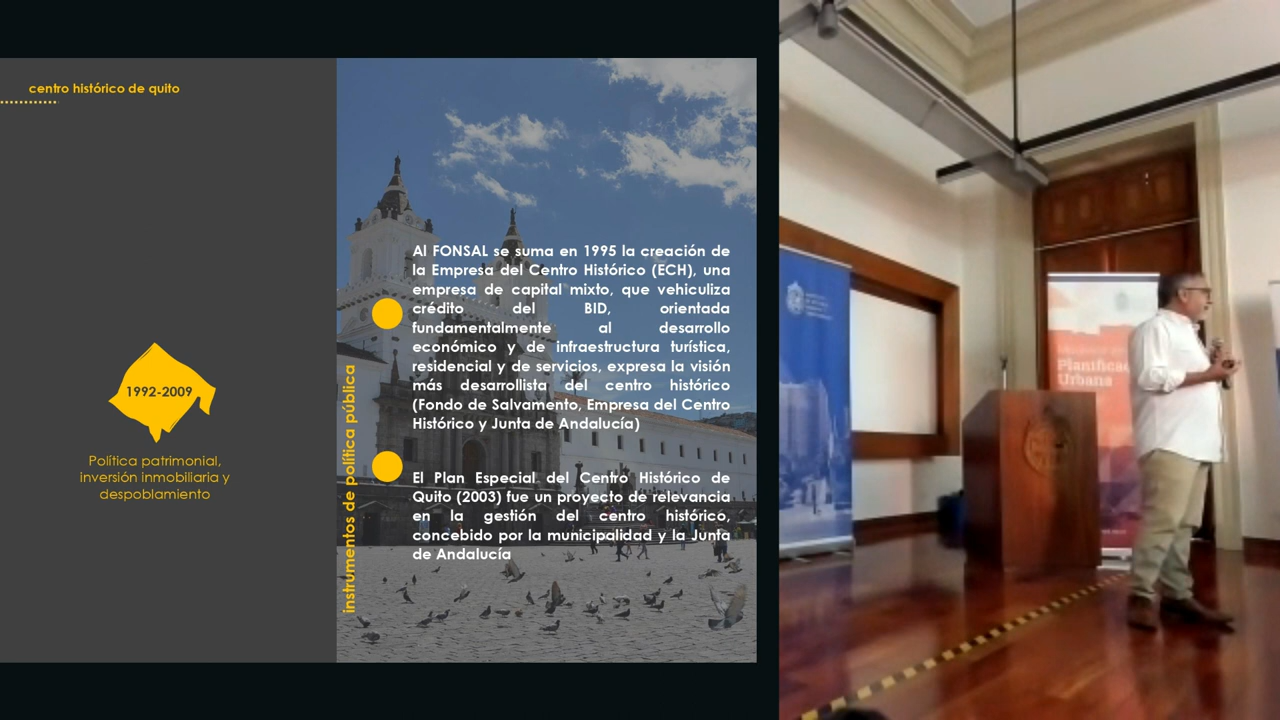 centro histórico de quito
1992-2009
Política patrimonial,
inversión inmobiliaria y
despoblamiento
instrumentos de política pública
Al FONSAL se suma en 1995 la creación de
la Empresa del Centro Histórico (ECH), una
empresa de capital mixto, que vehiculiza
crédito del BID, orientada
fundamentalmente al desarrollo
económico y de infraestructura turística,
residencial y de servicios, expresa la visión
más desarrollista del centro histórico
(Fondo de Salvamento, Empresa del Centro
Histórico y Junta de Andalucía)
El Plan Especial del Centro Histórico de
Quito (2003) fue un proyecto de relevancia
en la gestión del centro histórico,
concebido por la municipalidad y la Junta
de Andalucía
Urbana